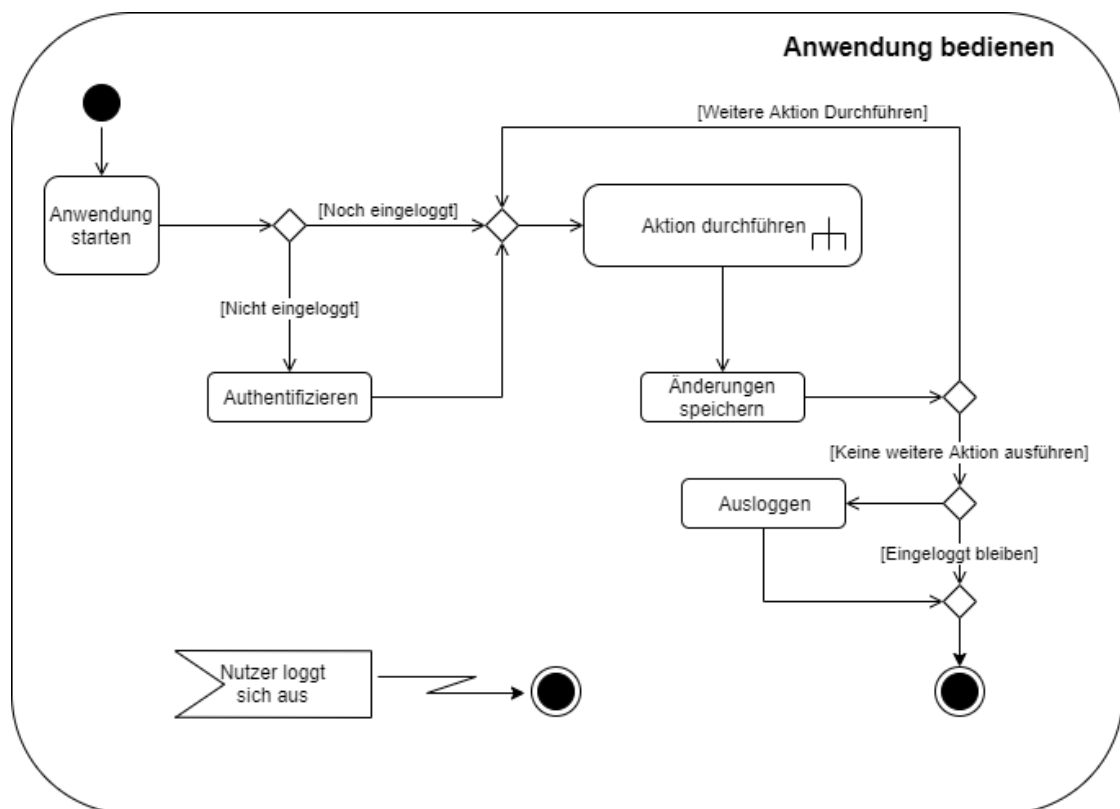 Anwendung bedienen
[Weitere Aktion Durchführen]
Anwendung
starten
[Noch eingeloggt]
Aktion durchführen
[Nicht eingeloggt]
Authentifizieren
Änderungen
speichern
[Keine weitere Aktion ausführen]
Ausloggen
[Eingeloggt bleiben]
Nutzer loggt
sich aus